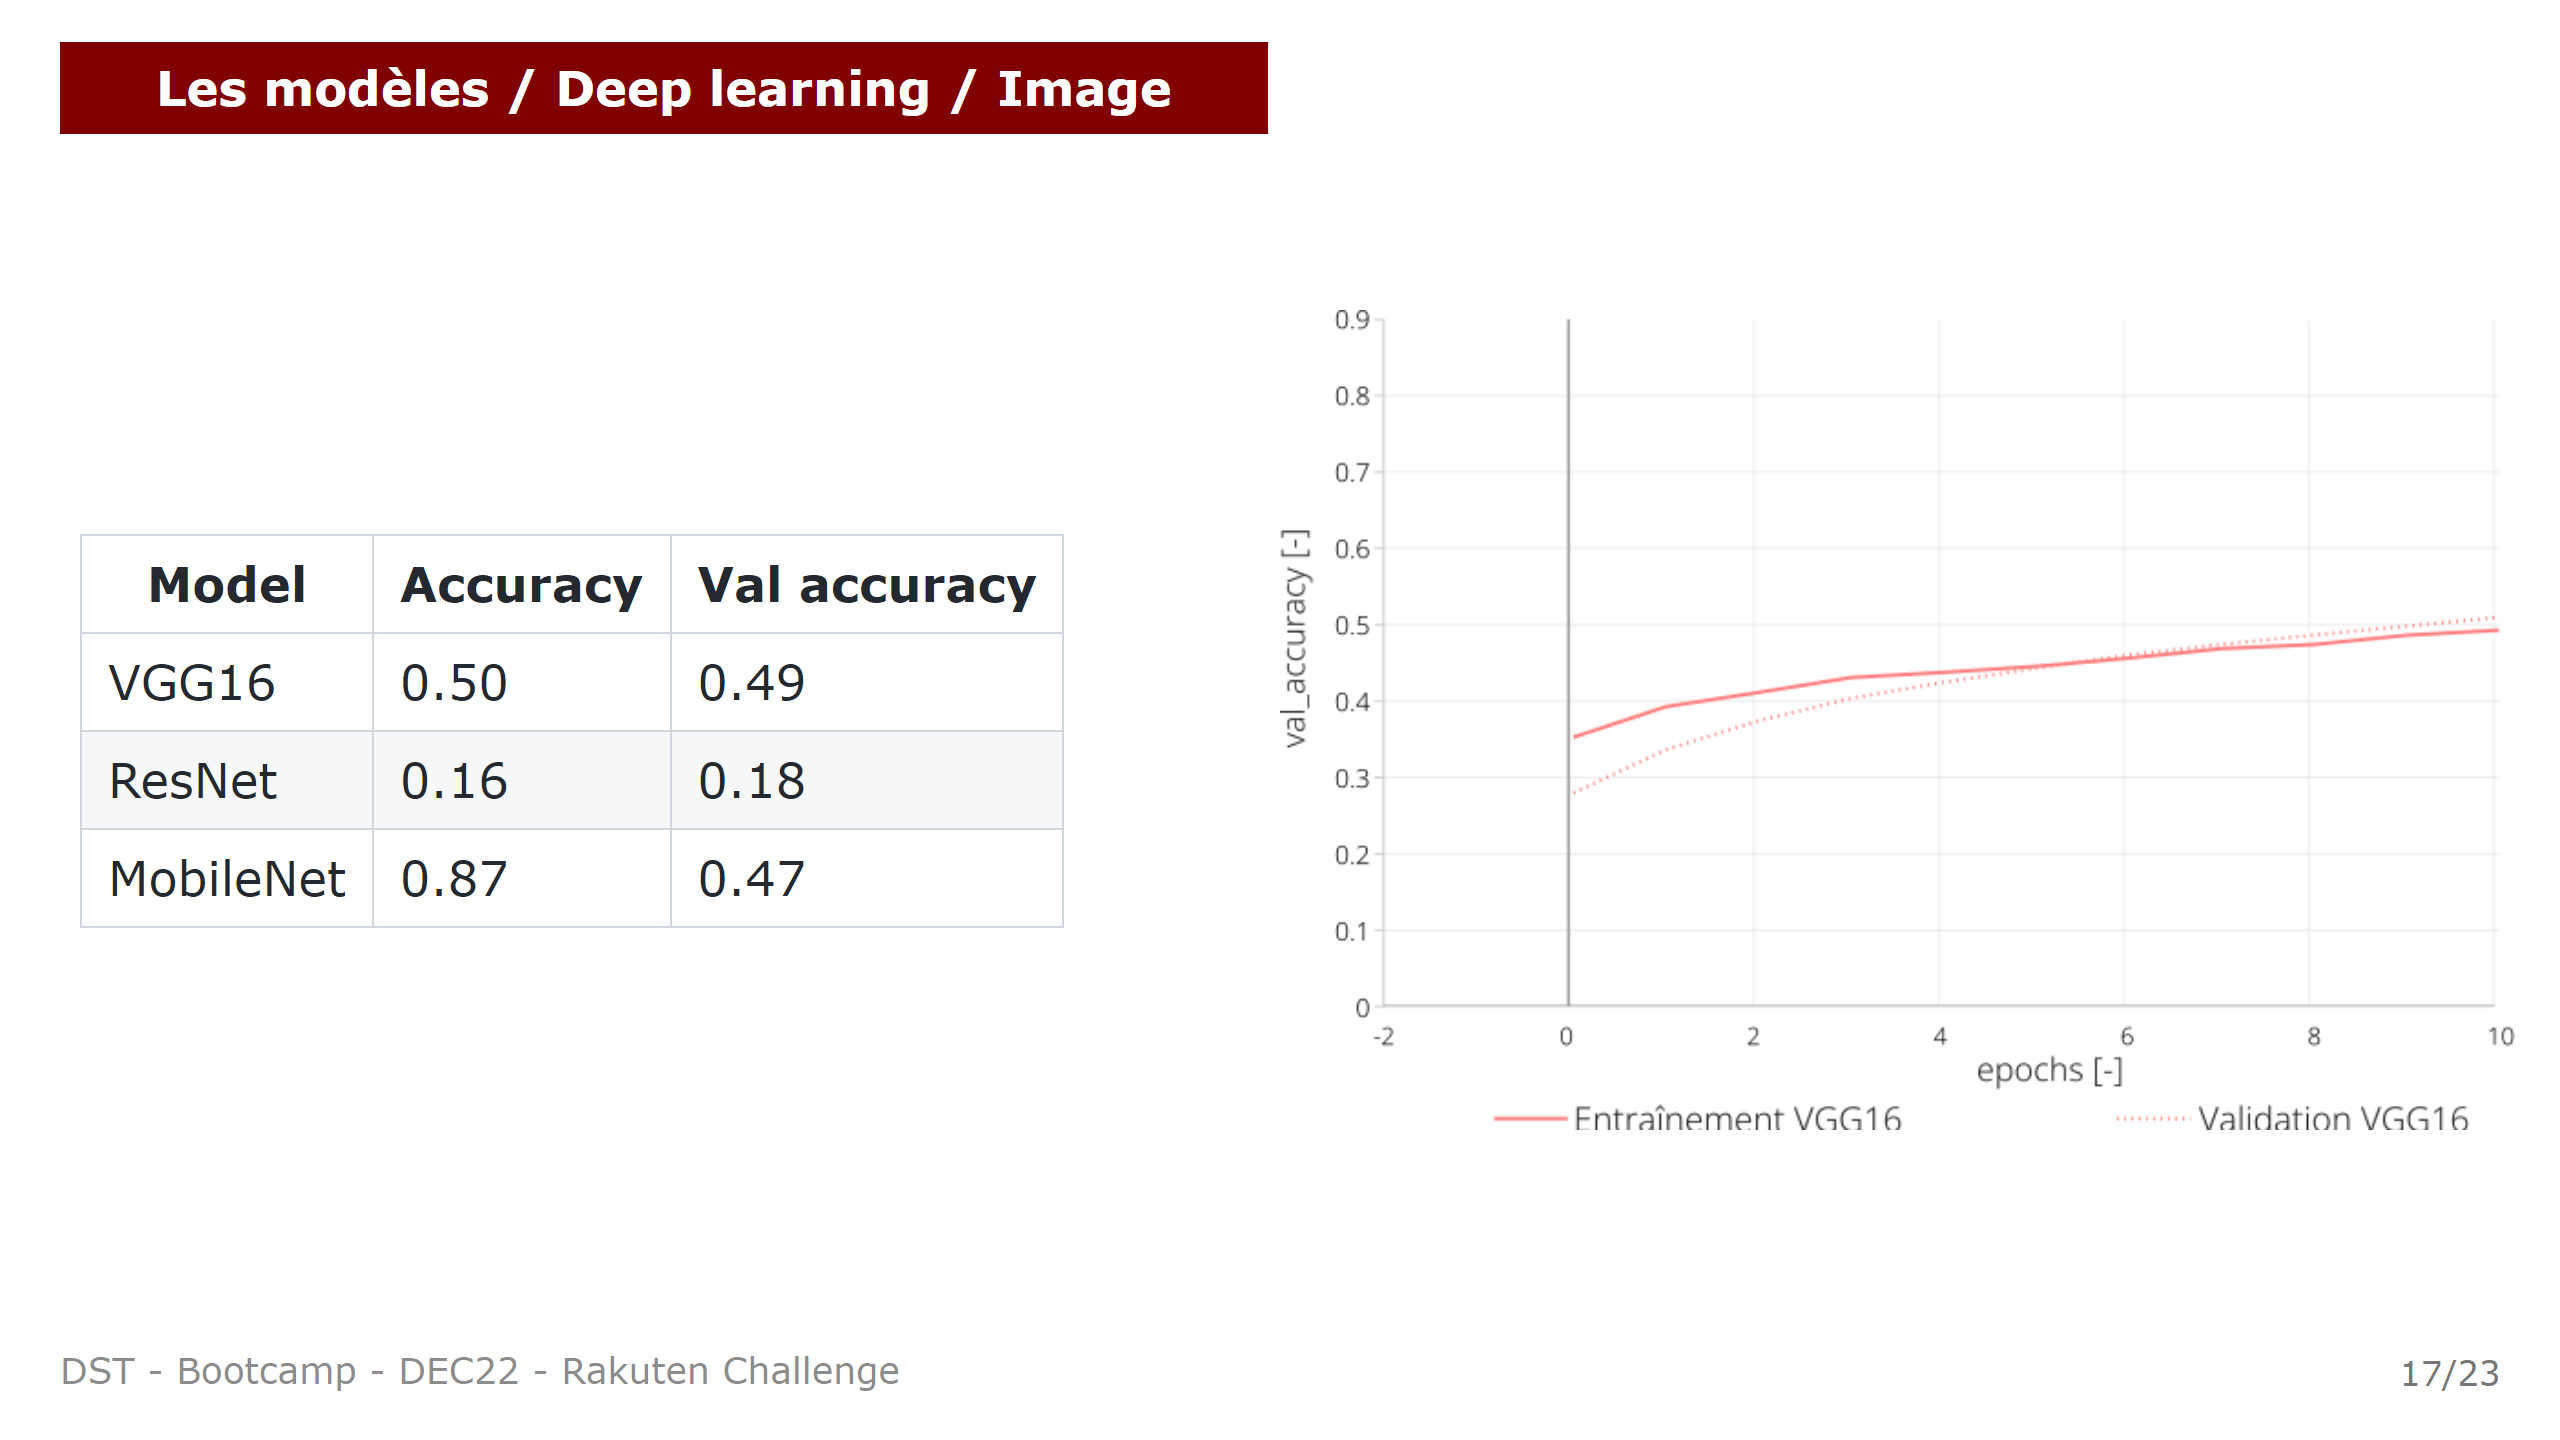 Les modèles / Deep learning / Image
Model Accuracy Val accuracy
VGG16 0.50 0.49
ResNet 0.16 0.18
MobileNet 0.87 0.47
val_accuracy [-]
0.9
0.8
0.7
0.6
0.5
0.4
0.3
0.2
0.1
0
-2 0 2 4 6 8 10
epochs [-]
Entraînement VGG16 Validation VGG16
DST - Bootcamp - DEC22 - Rakuten Challenge
17/23